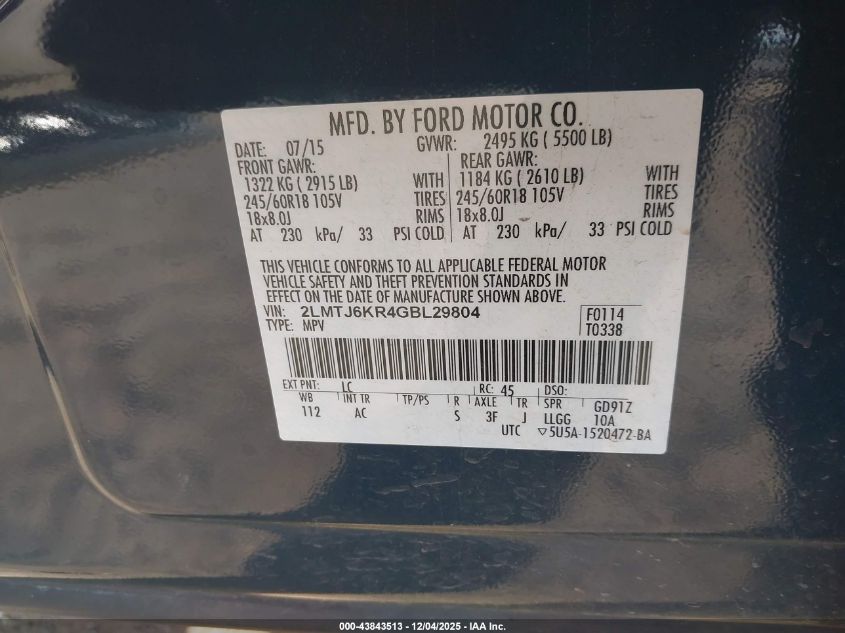 MFD. BY FORD MOTOR CO.
DATE: 07/15 GVWR: 2495 KG ( 5500 LB)
FRONT GAWR: REAR GAWR:
1322 KG ( 2915 LB) WITH 1184 KG ( 2610 LB) WITH
245/60R18 105V TIRES 245/60R18 105V TIRES
18x8.0J RIMS 18x8.0J RIMS
AT 230 kPa/ 33 PSI COLD AT 230 kPa/ 33 PSI COLD
THIS VEHICLE CONFORMS TO ALL APPLICABLE FEDERAL MOTOR
VEHICLE SAFETY AND THEFT PREVENTION STANDARDS IN
EFFECT ON THE DATE OF MANUFACTURE SHOWN ABOVE.
VIN: 2LMTJ6KR4GBL29804 F0114
TYPE: MPV T0338
EXT PNT: LC RC: 45 DSO:
WB INT TR TP/PS R AXLE TR SPR GD91Z
112 AC S 3F J LLGG 10A
UTC ▽5U5A-1520472-BA
000-43843513 - 12/04/2025 - IAA Inc.